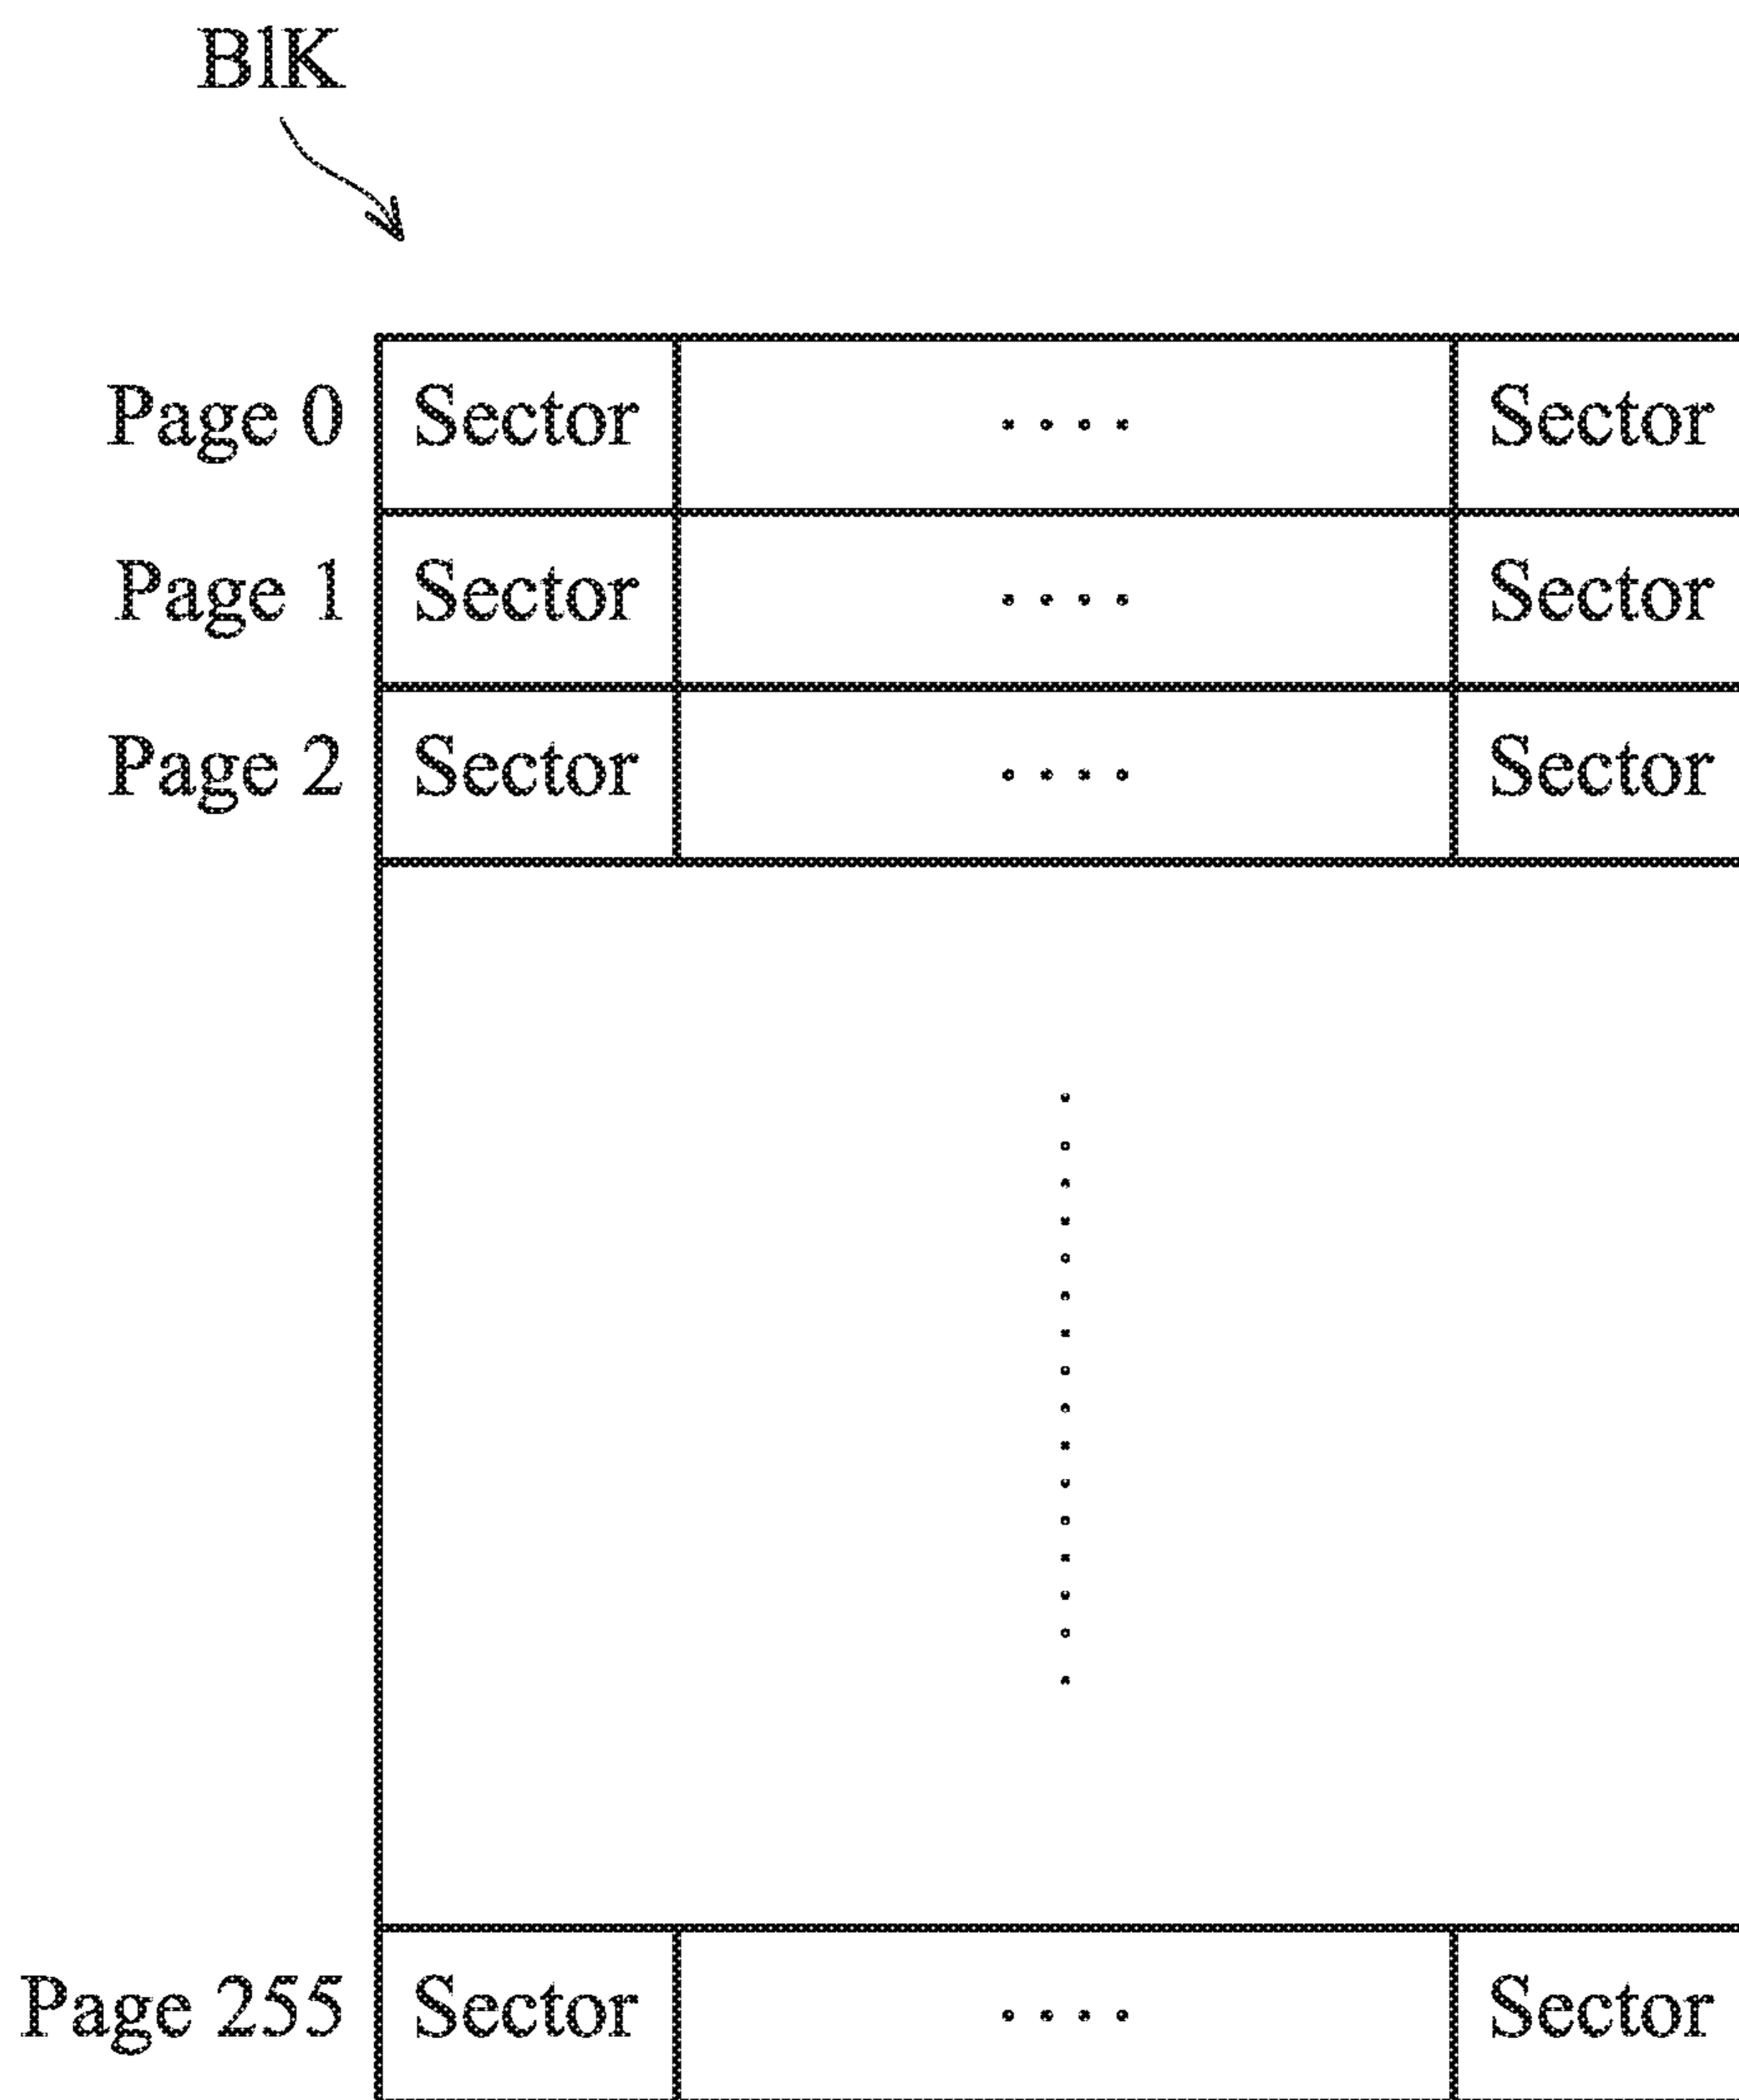 BlK
Page 0 Sector .... Sector
Page 1 Sector .... Sector
Page 2 Sector .... Sector
Page 255 Sector .... Sector